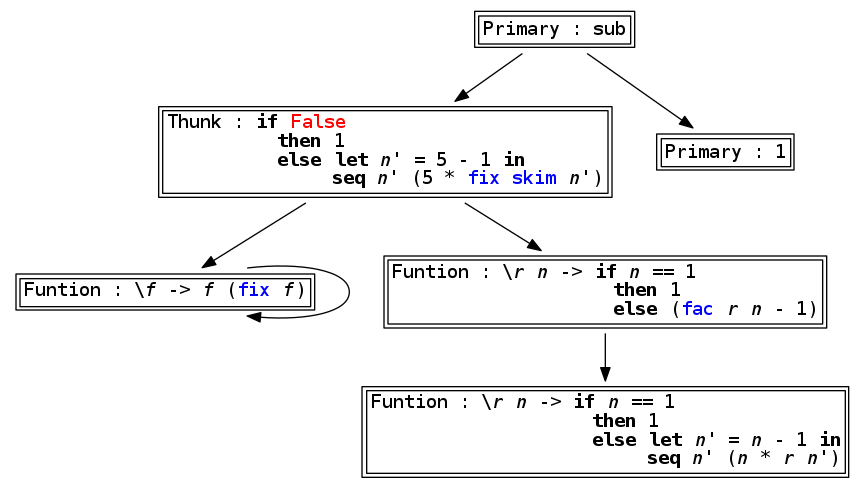 Primary : sub
Thunk : if False
then 1
else let n' = 5 - 1 in
seq n' (5 * fix skim n')
Primary : 1
Funtion : \f -> f (fix f)
Funtion : \r n -> if n == 1
then 1
else (fac r n - 1)
Funtion : \r n -> if n == 1
then 1
else let n' = n - 1 in
seq n' (n * r n')